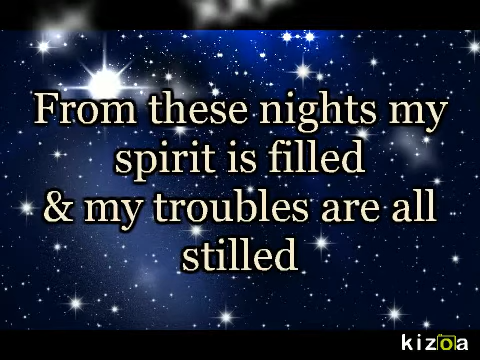 From these nights my
spirit is filled
& my troubles are all
stilled
kizoa